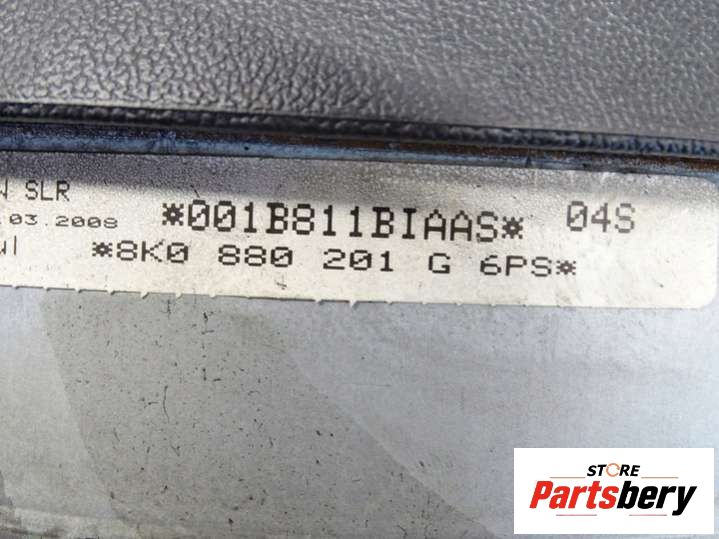 SLR
.03.2008 *001B811BIAAS* 04S
*8K0 880 201 G 6PS*
STORE
Partsbery